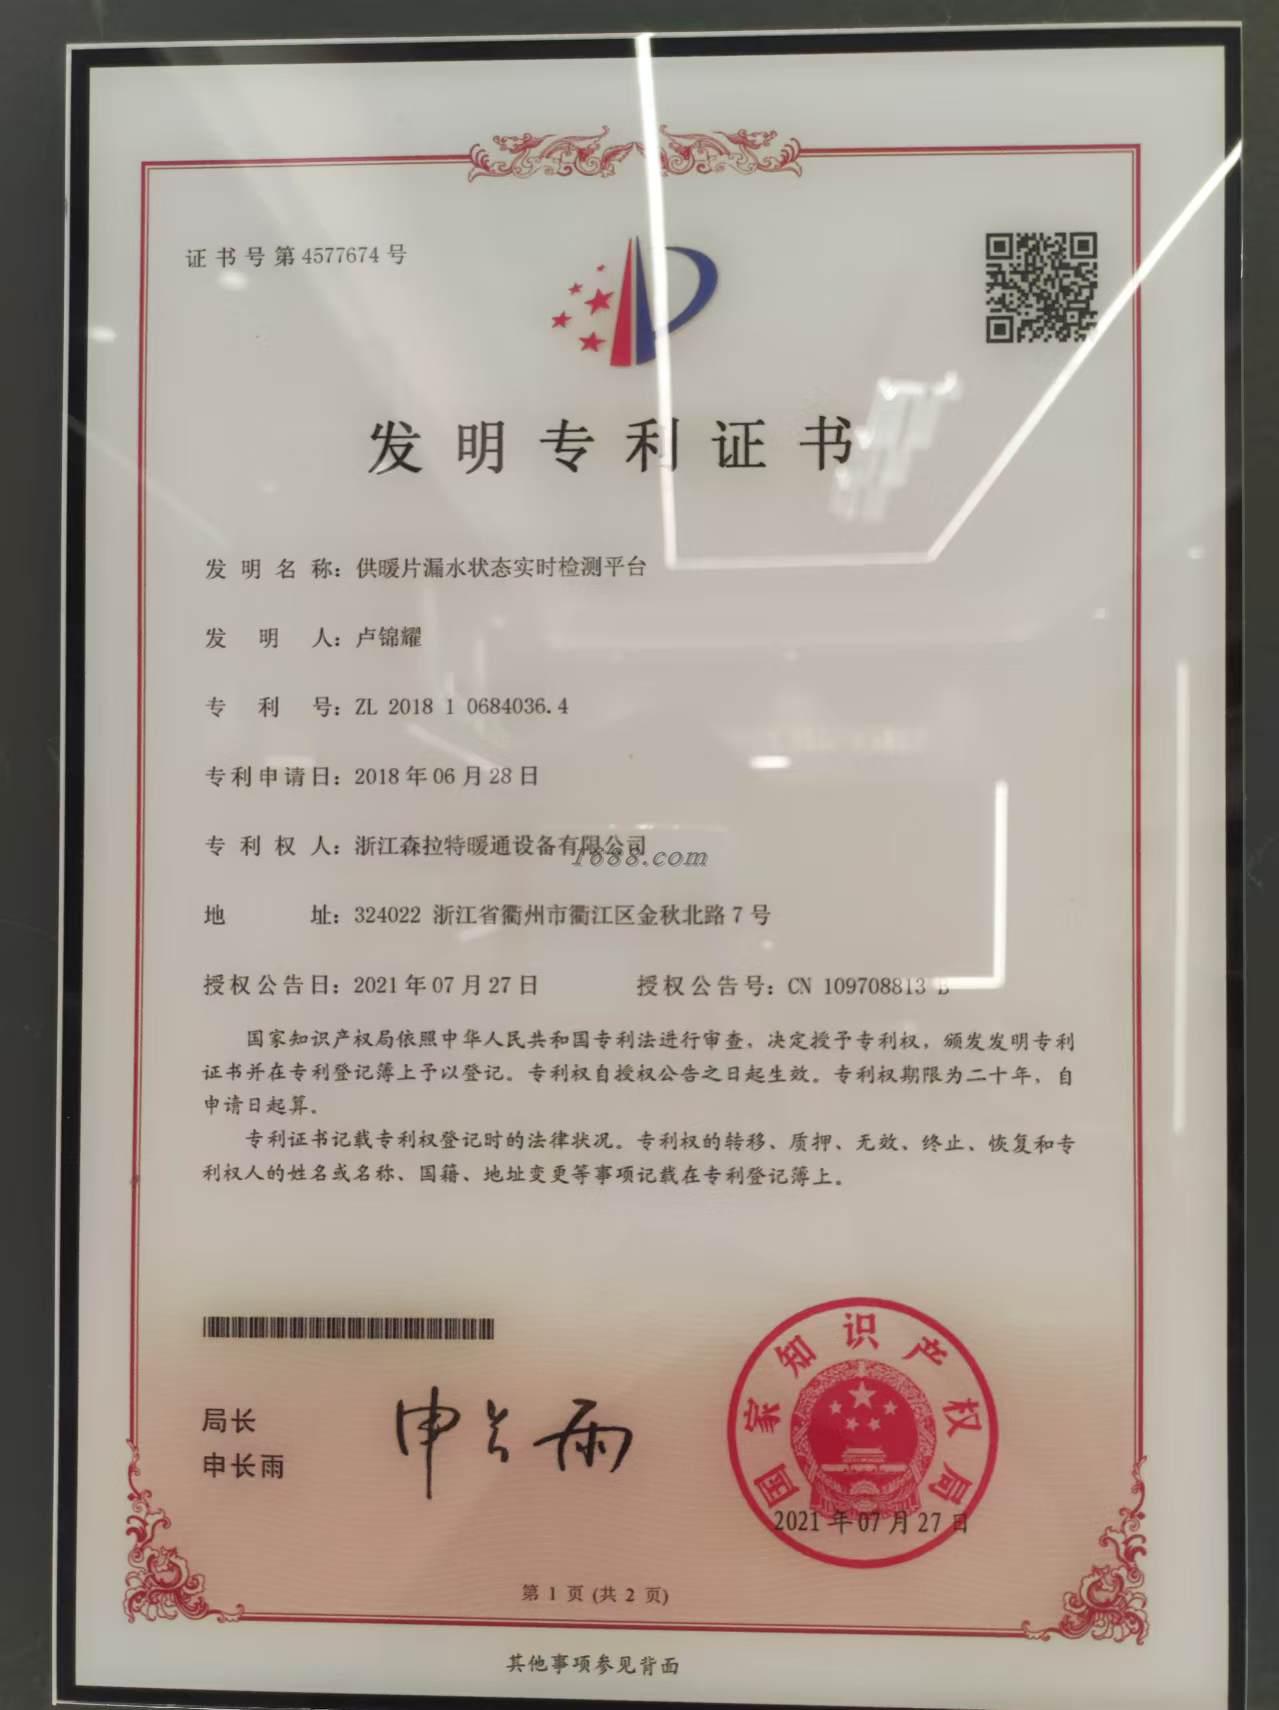 证书号第4577674号
发明专利证书
发明名称：供暖片漏水状态实时检测平台
发明人：卢锦耀
专利号：ZL 2018 1 0684036.4
专利申请日：2018年06月28日
专利权人：浙江森拉特暖通设备有限公司
1688.com
地址：324022 浙江省衢州市衢江区金秋北路7号
授权公告日：2021年07月27日 授权公告号：CN 109708813 B
国家知识产权局依照中华人民共和国专利法进行审查，决定授予专利权，颁发发明专利
证书并在专利登记簿上予以登记。专利权自授权公告之日起生效。专利权期限为二十年，自
申请日起算。
专利证书记载专利权登记时的法律状况。专利权的转移、质押、无效、终止、恢复和专
利权人的姓名或名称、国籍、地址变更等事项记载在专利登记簿上。
局长
申长雨
申长雨
国家知识产权局
2021年07月27日
第 1 页 (共 2 页)
其他事项参见背面